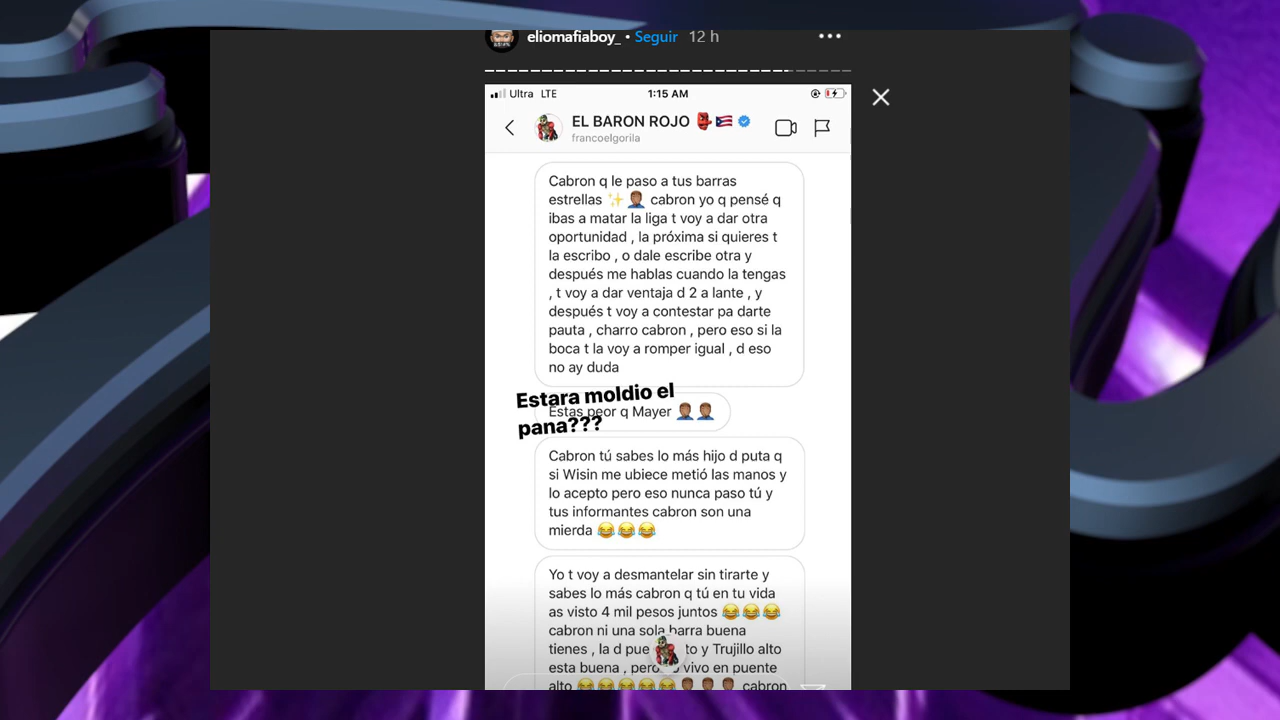 eliomafiaboy_ • Seguir 12 h
Ultra LTE 1:15 AM
EL BARON ROJO 👺🇵🇷
francoelgorila
Cabron q le paso a tus barras
estrellas ✨🤦🏽‍♂️ cabron yo q pensé q
ibas a matar la liga t voy a dar otra
oportunidad , la próxima si quieres t
la escribo , o dale escribe otra y
después me hablas cuando la tengas
, t voy a dar ventaja d 2 a lante , y
después t voy a contestar pa darte
pauta , charro cabron , pero eso si la
boca t la voy a romper igual , d eso
no ay duda
Estara moldio el
pana???
Estas peor q Mayer 🤦🏽‍♂️🤦🏽‍♂️
Cabron tú sabes lo más hijo d puta q
si Wisin me ubiece metió las manos y
lo acepto pero eso nunca paso tú y
tus informantes cabron son una
mierda 😂😂😂
Yo t voy a desmantelar sin tirarte y
sabes lo más cabron q tú en tu vida
as visto 4 mil pesos juntos 😂😂😂
cabron ni una sola barra buena
tienes , la d pue to y Trujillo alto
esta buena , pero vivo en puente
alto 😂😂😂😂😂🤦🏽‍♂️🤦🏽‍♂️🤦🏽‍♂️ cabron